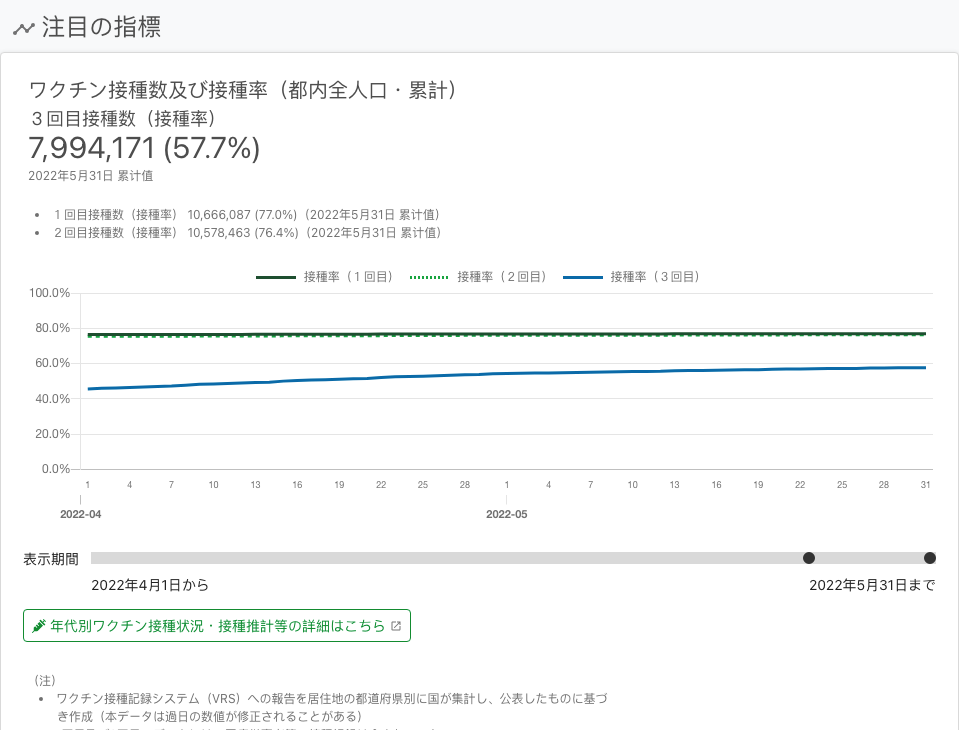 注目の指標
ワクチン接種数及び接種率（都内全人口・累計）
３回目接種数（接種率）
7,994,171 (57.7%)
2022年5月31日 累计值
• １回目接種数（接種率） 10,666,087 (77.0%)（2022年5月31日 累计值）
• ２回目接種数（接種率） 10,578,463 (76.4%)（2022年5月31日 累计值）
接種率（１回目） 接種率（２回目） 接種率（３回目）
100.0%
80.0%
60.0%
40.0%
20.0%
0.0%
1 4 7 10 13 16 19 22 25 28 1 4 7 10 13 16 19 22 25 28 31
2022-04 2022-05
表示期間
2022年4月1日から 2022年5月31日まで
年代別ワクチン接種状況・接種推計等の詳細はこちら
（注）
• ワクチン接種記録システム（VRS）への報告を居住地の都道府県別に国が集計し、公表したものに基づ
き作成（本データは過日の数値が修正されることがある）